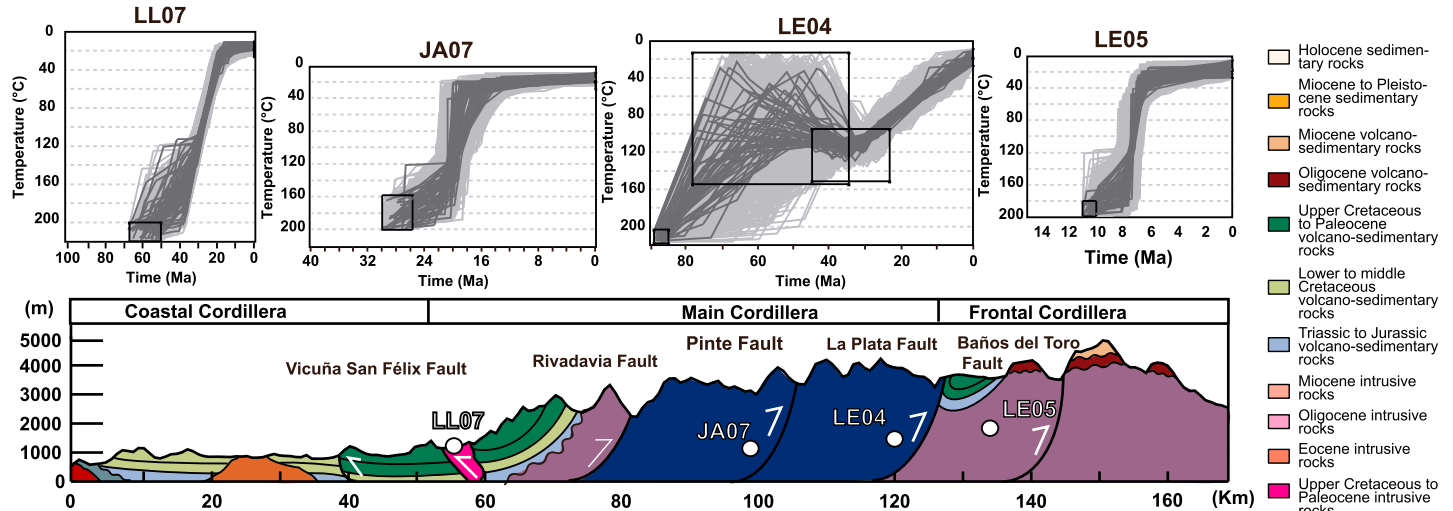 LL07
0
40
80
120
160
200
Temperature (°C)
100 80 60 40 20 0
Time (Ma)
JA07
0
40
80
120
160
200
Temperature (°C)
40 32 24 16 8 0
Time (Ma)
LE04
0
40
80
120
160
200
Temperature (°C)
80 60 40 20 0
Time (Ma)
LE05
0
40
80
120
160
200
Temperature (°C)
14 12 10 8 6 4 2 0
Time (Ma)
(m)
Coastal Cordillera Main Cordillera Frontal Cordillera
5000
4000
3000
2000
1000
0
Vicuña San Félix Fault
Rivadavia Fault
Pinte Fault
La Plata Fault
Baños del Toro
Fault
LL07
JA07
LE04
LE05
0 20 40 60 80 100 120 140 160 (Km)
Holocene sedimen-
tary rocks
Miocene to Pleisto-
cene sedimentary
rocks
Miocene volcano-
sedimentary rocks
Oligocene volcano-
sedimentary rocks
Upper Cretaceous
to Paleocene
volcano-sedimentary
rocks
Lower to middle
Cretaceous
volcano-sedimentary
rocks
Triassic to Jurassic
volcano-sedimentary
rocks
Miocene intrusive
rocks
Oligocene intrusive
rocks
Eocene intrusive
rocks
Upper Cretaceous to
Paleocene intrusive
rocks